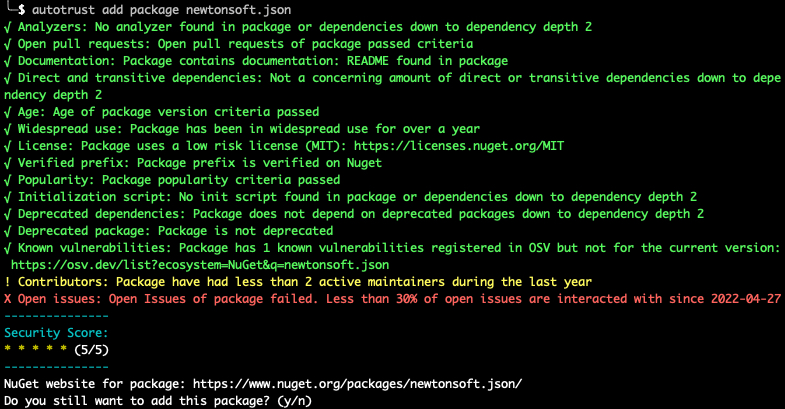 └─$ autotrust add package newtonsoft.json
√ Analyzers: No analyzer found in package or dependencies down to dependency depth 2
√ Open pull requests: Open pull requests of package passed criteria
√ Documentation: Package contains documentation: README found in package
√ Direct and transitive dependencies: Not a concerning amount of direct or transitive dependencies down to depe
ndency depth 2
√ Age: Age of package version criteria passed
√ Widespread use: Package has been in widespread use for over a year
√ License: Package uses a low risk license (MIT): https://licenses.nuget.org/MIT
√ Verified prefix: Package prefix is verified on Nuget
√ Popularity: Package popularity criteria passed
√ Initialization script: No init script found in package or dependencies down to dependency depth 2
√ Deprecated dependencies: Package does not depend on deprecated packages down to dependency depth 2
√ Deprecated package: Package is not deprecated
√ Known vulnerabilities: Package has 1 known vulnerabilities registered in OSV but not for the current version:
https://osv.dev/list?ecosystem=NuGet&q=newtonsoft.json
! Contributors: Package have had less than 2 active maintainers during the last year
X Open issues: Open Issues of package failed. Less than 30% of open issues are interacted with since 2022-04-27
---------------
Security Score:
* * * * * (5/5)
---------------
NuGet website for package: https://www.nuget.org/packages/newtonsoft.json/
Do you still want to add this package? (y/n)